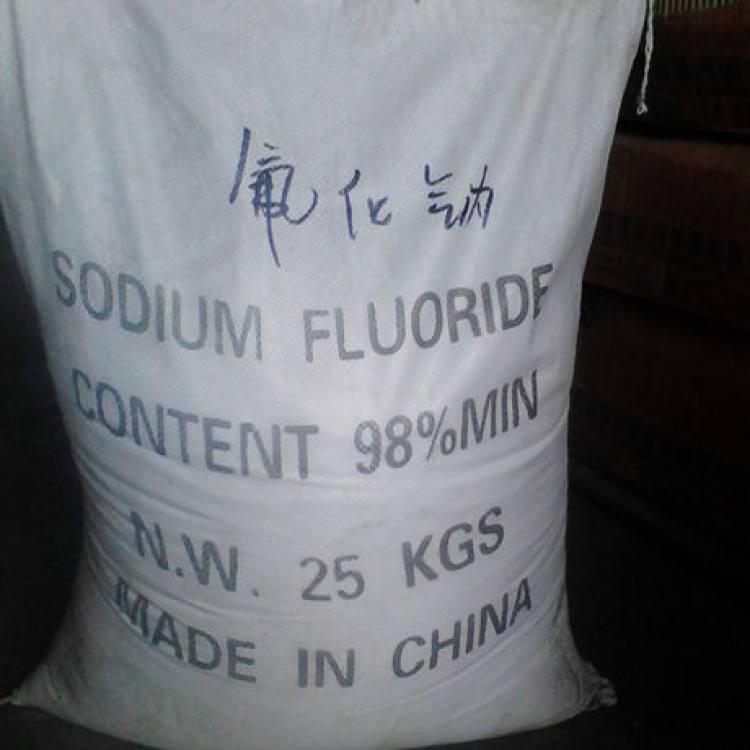 氟化钠
SODIUM FLUORIDE
CONTENT 98%MIN
N.W. 25 KGS
MADE IN CHINA